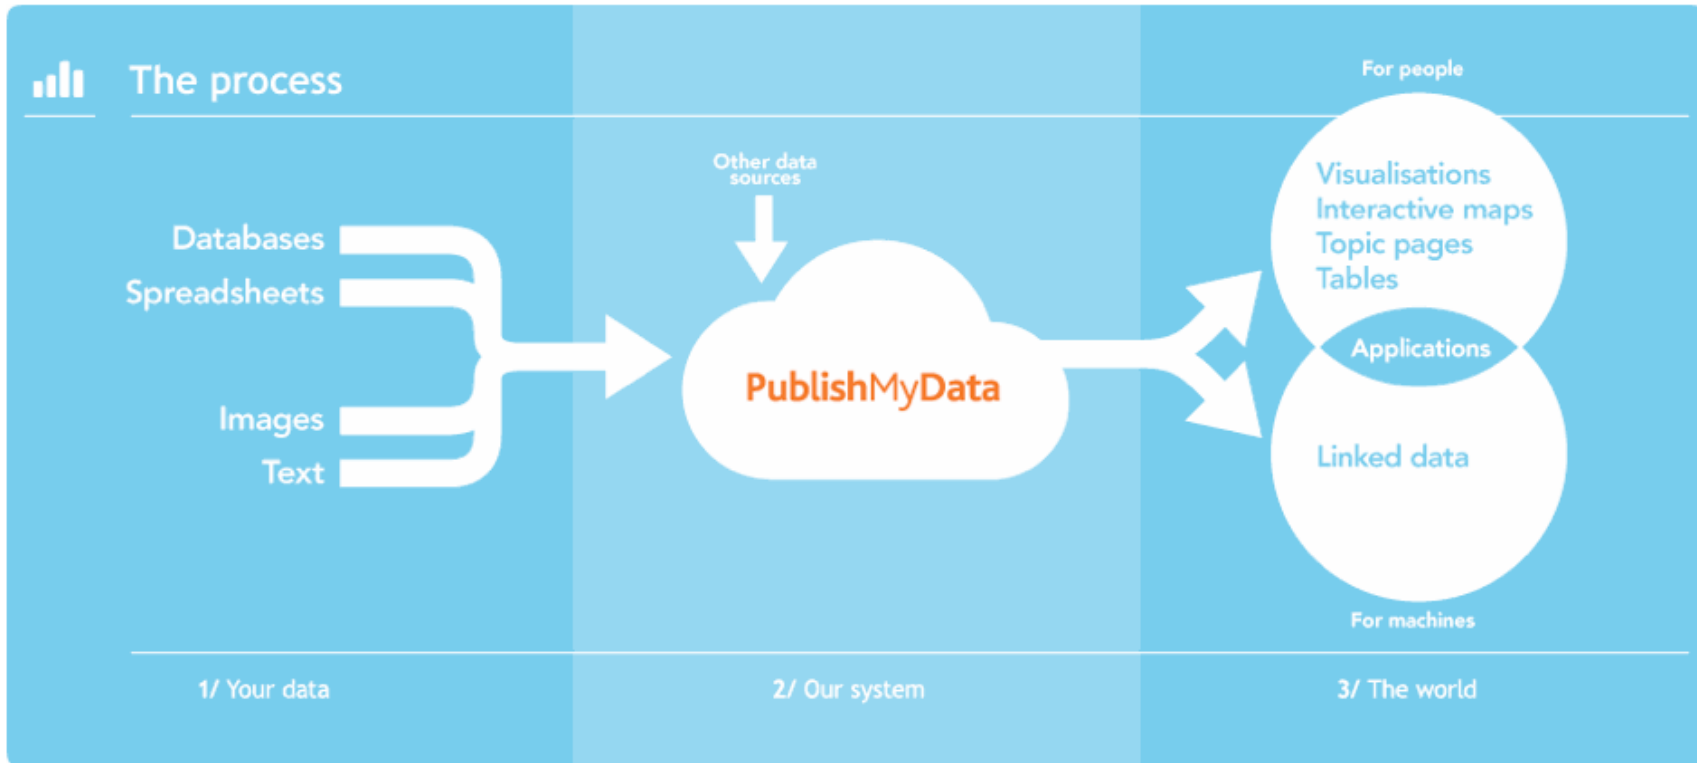 The process
Databases
Spreadsheets
Images
Text
Other data
sources
PublishMyData
For people
Visualisations
Interactive maps
Topic pages
Tables
Applications
Linked data
For machines
1/ Your data
2/ Our system
3/ The world